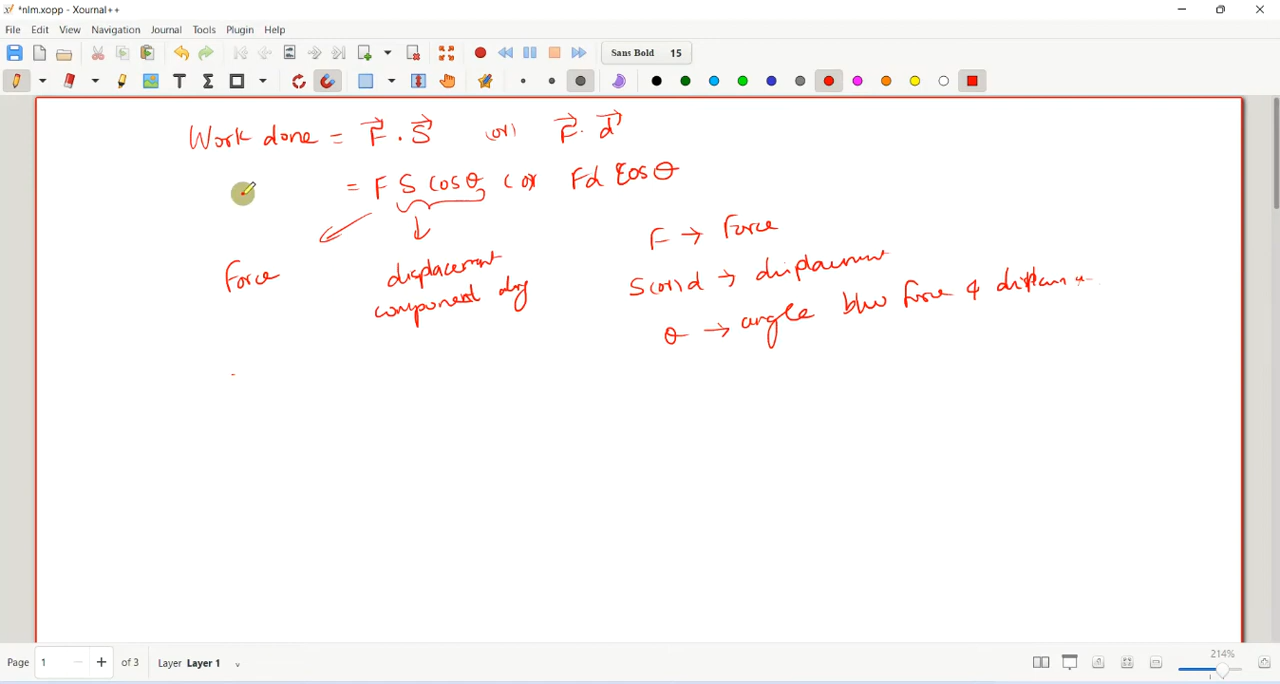 *nlm.xopp - Xournal++
File Edit View Navigation Journal Tools Plugin Help
Sans Bold 15
Work done = F⃗ . S⃗ (or) F⃗ . d⃗
= F S cosθ (or Fd cosθ
Force
displacement
component along
F → Force
S(or)d → displacement
θ → angle b/w force & displacement
Page 1 of 3 Layer Layer 1
214%